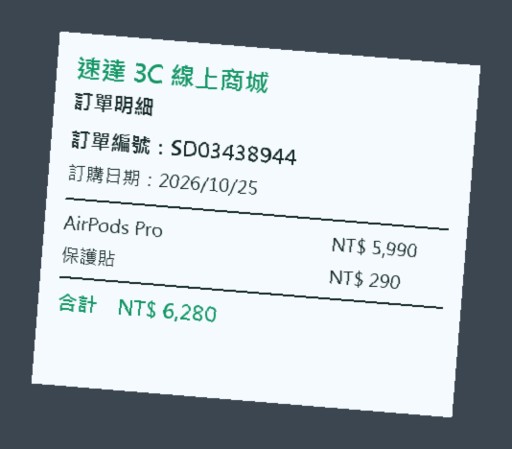 速達 3C 線上商城
訂單明細
訂單編號：SD03438944
訂購日期：2026/10/25
AirPods Pro NT$ 5,990
保護貼 NT$ 290
合計 NT$ 6,280